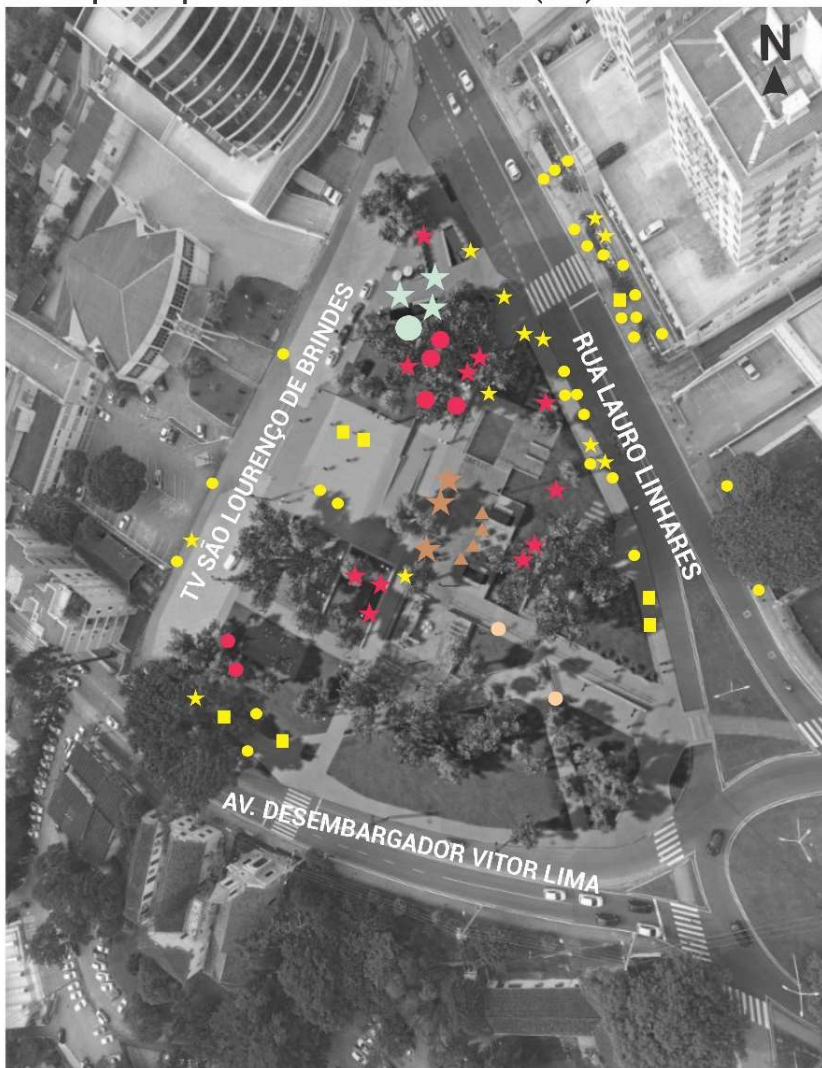 N
TV SÃO LOURENÇO DE BRINDES
RUA LAURO LINHARES
AV. DESEMBARGADOR VITOR LIMA